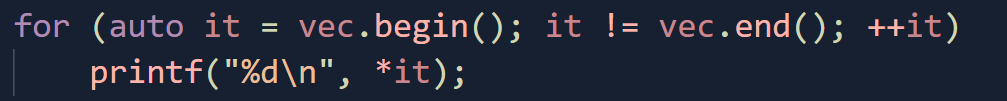 for (auto it = vec.begin(); it != vec.end(); ++it)
    printf("%d\n", *it);